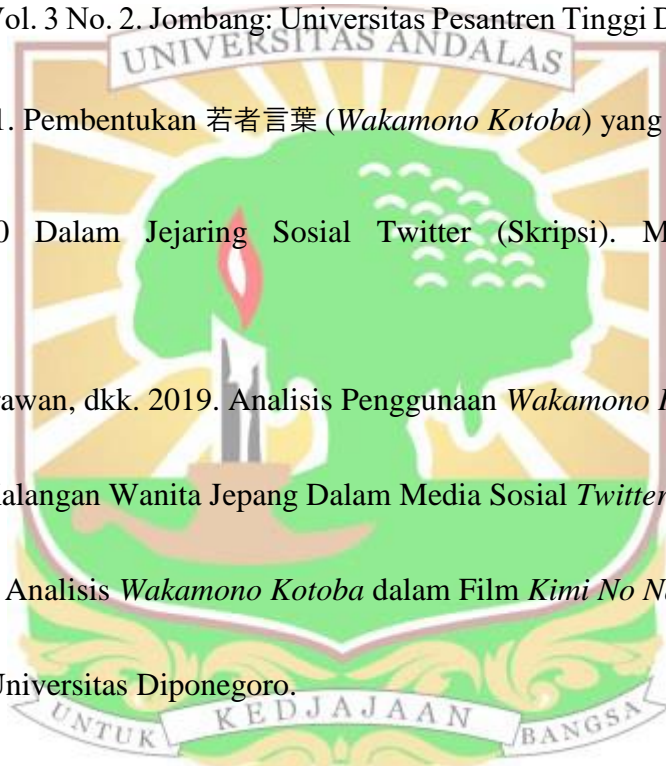 Vol. 3 No. 2. Jombang: Universitas Pesantren Tinggi
UNIVERSITAS ANDALAS
1. Pembentukan 若者言葉 (Wakamono Kotoba) yang
0 Dalam Jejaring Sosial Twitter (Skripsi).
awan, dkk. 2019. Analisis Penggunaan Wakamono
alangan Wanita Jepang Dalam Media Sosial Twitter
Analisis Wakamono Kotoba dalam Film Kimi No
Universitas Diponegoro.
UNTUK KEDJAJAAN BANGSA